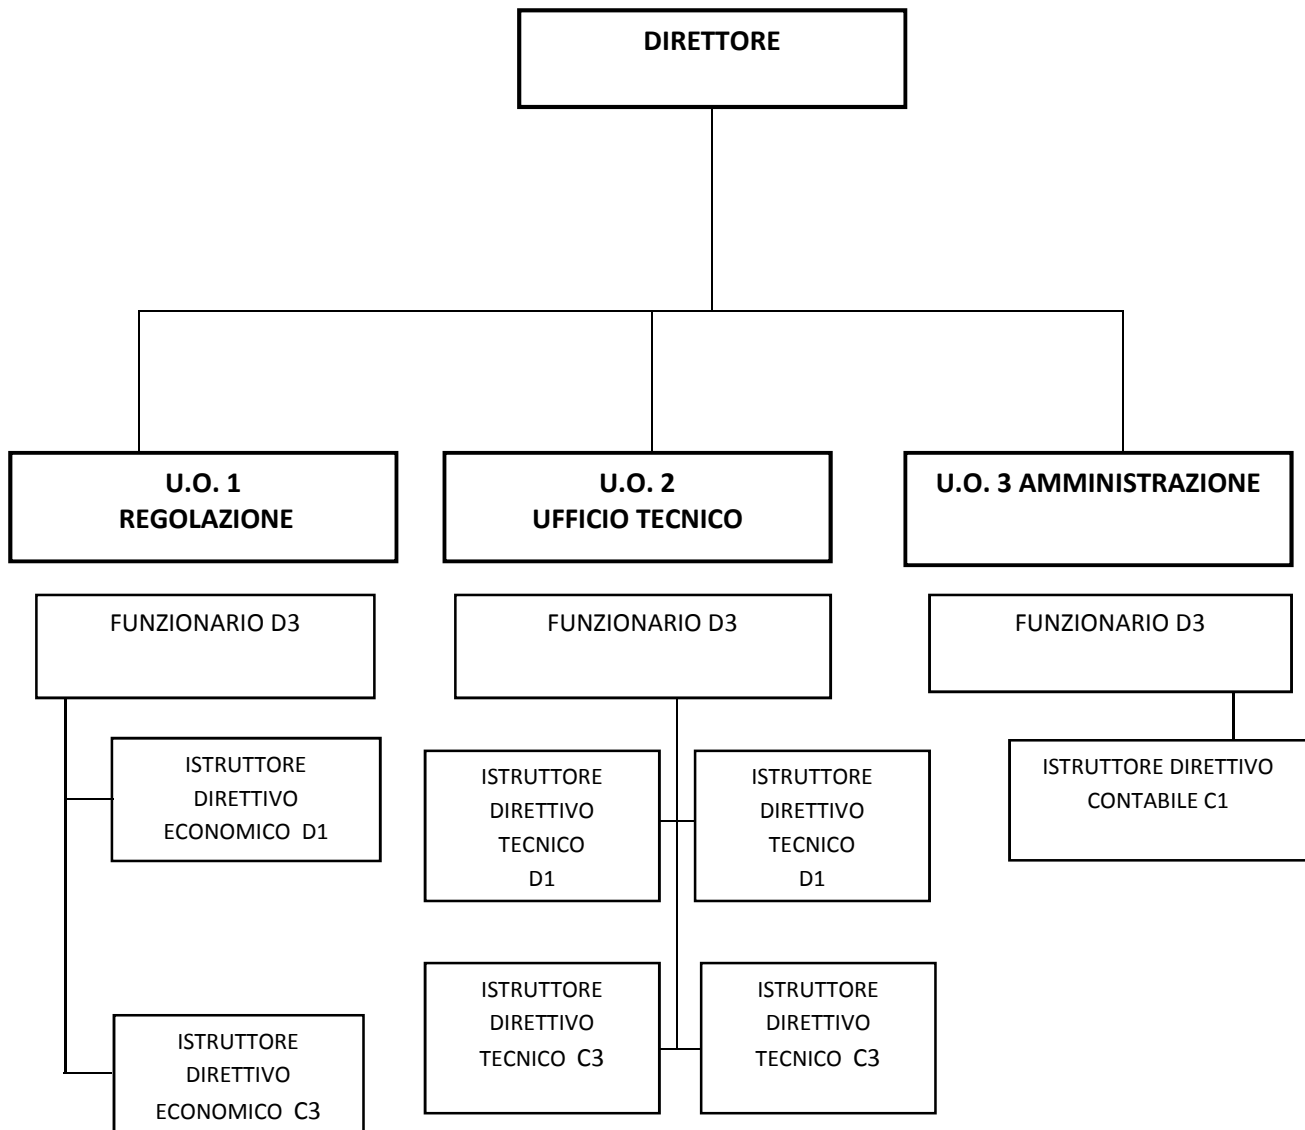 DIRETTORE
U.O. 1
REGOLAZIONE
U.O. 2
UFFICIO TECNICO
U.O. 3 AMMINISTRAZIONE
FUNZIONARIO D3
FUNZIONARIO D3
FUNZIONARIO D3
ISTRUTTORE
DIRETTIVO
ECONOMICO D1
ISTRUTTORE
DIRETTIVO
TECNICO
D1
ISTRUTTORE
DIRETTIVO
TECNICO
D1
ISTRUTTORE DIRETTIVO
CONTABILE C1
ISTRUTTORE
DIRETTIVO
ECONOMICO C3
ISTRUTTORE
DIRETTIVO
TECNICO C3
ISTRUTTORE
DIRETTIVO
TECNICO C3